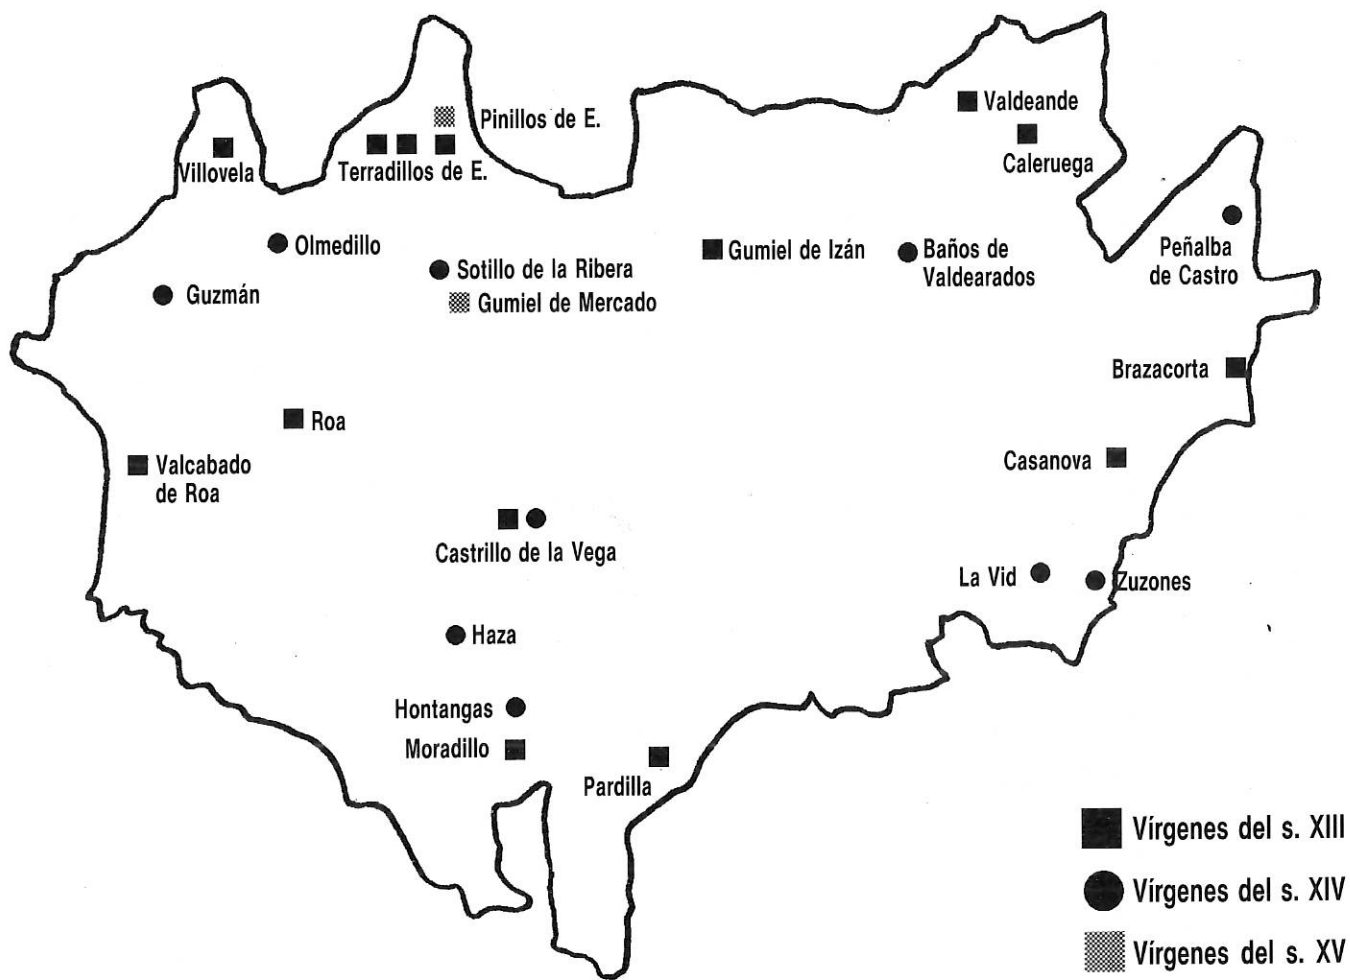 Valdeande
Pinillos de E.
Villovela
Terradillos de E.
Caleruega
Olmedillo
Sotillo de la Ribera
Gumiel de Izán
Baños de
Valdearados
Peñalba
de Castro
Guzmán
Gumiel de Mercado
Brazacorta
Roa
Valcabado
de Roa
Casanova
Castrillo de la Vega
La Vid
Zuzones
Haza
Hontangas
Moradillo
Pardilla
Vírgenes del s. XIII
Vírgenes del s. XIV
Vírgenes del s. XV